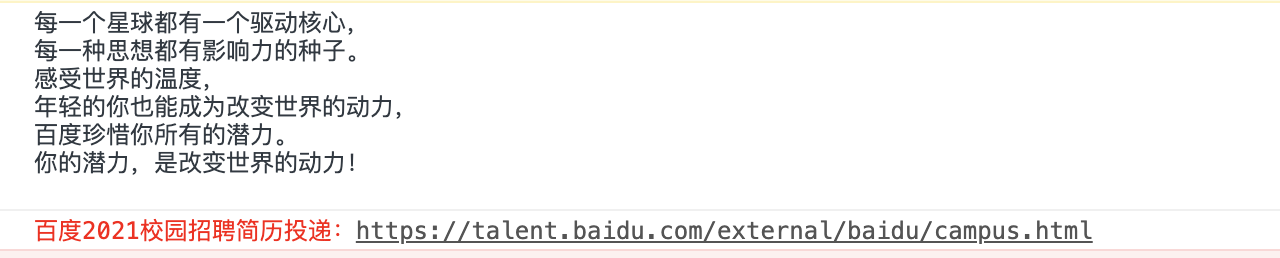 每一个星球都有一个驱动核心，
每一种思想都有影响力的种子。
感受世界的温度，
年轻的你也能成为改变世界的动力，
百度珍惜你所有的潜力。
你的潜力，是改变世界的动力！
百度2021校园招聘简历投递：https://talent.baidu.com/external/baidu/campus.html